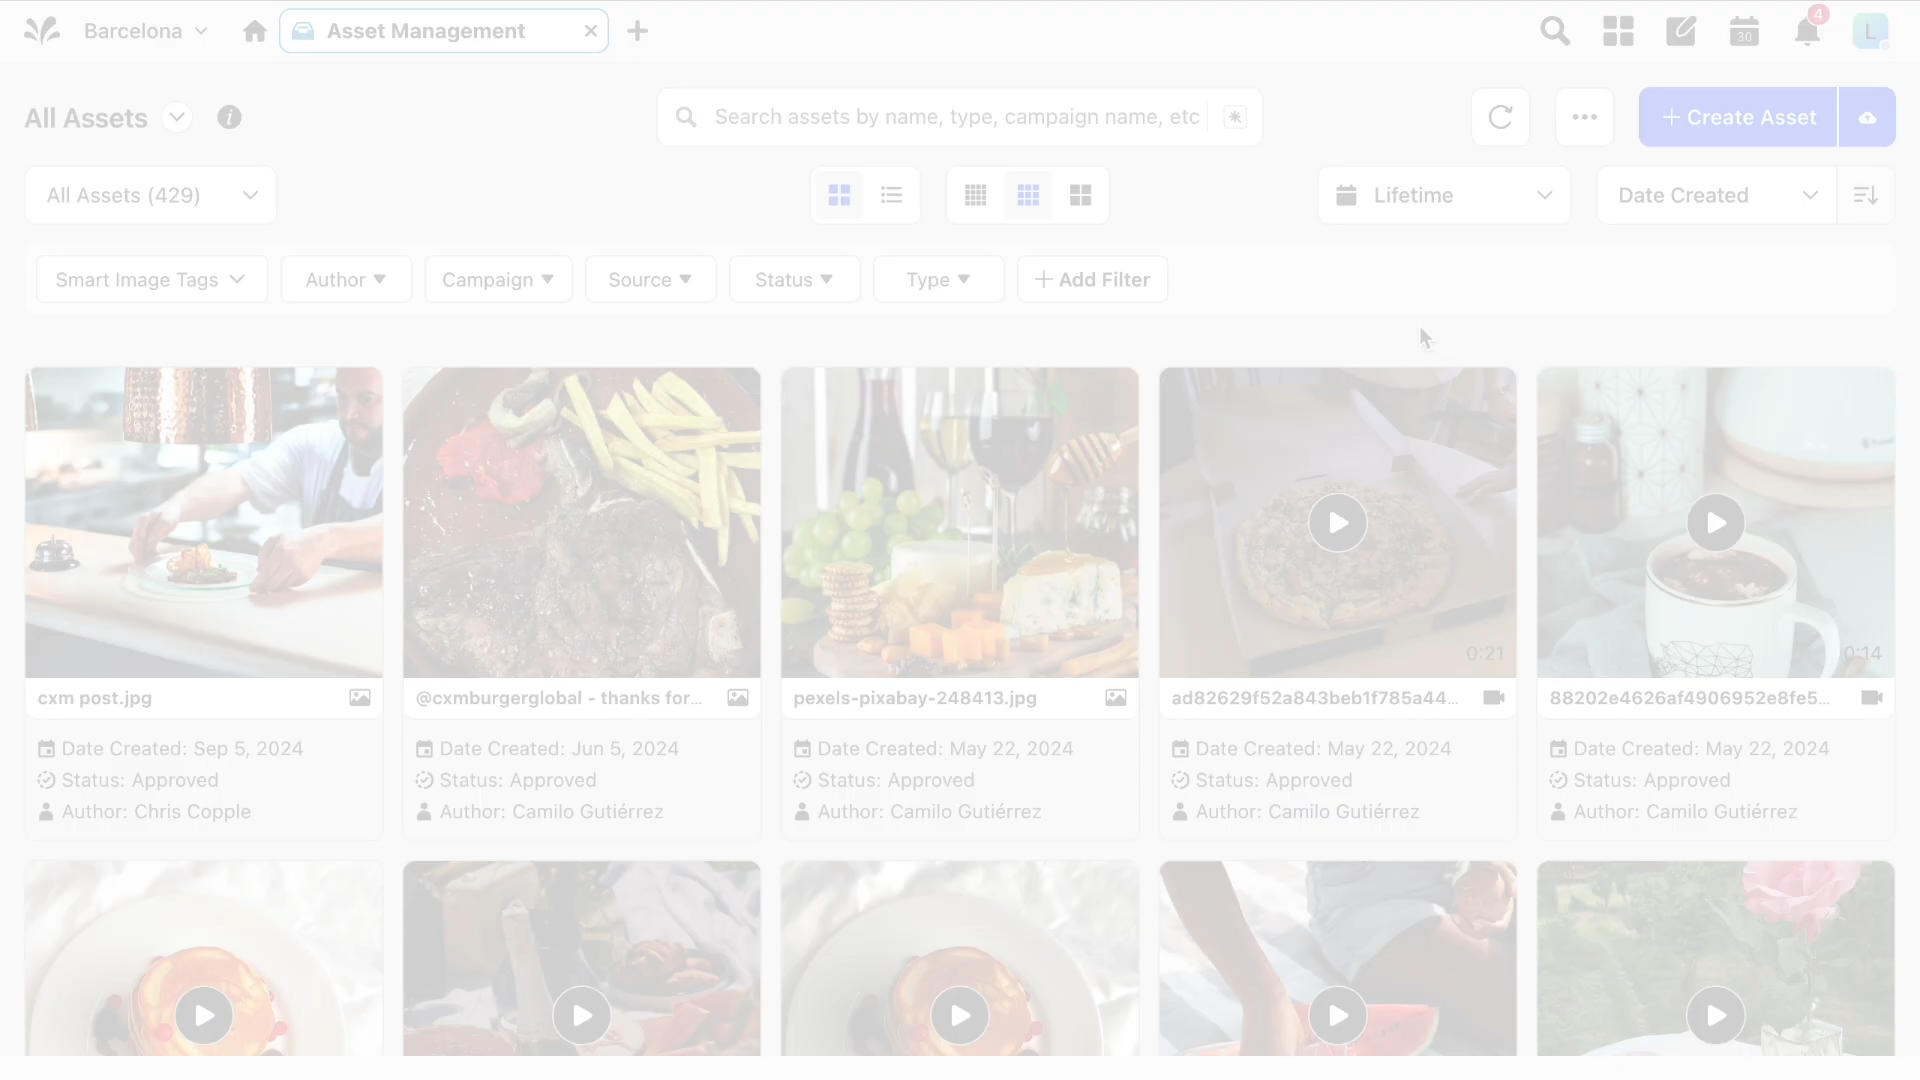 Barcelona
Asset Management
30
4
L
All Assets
Search assets by name, type, campaign name, etc
Create Asset
All Assets (429)
Lifetime
Date Created
Smart Image Tags
Author
Campaign
Source
Status
Type
Add Filter
0:21
0:14
cxm post.jpg
@cxmburgerglobal - thanks for...
pexels-pixabay-248413.jpg
ad82629f52a843beb1f785a44...
88202e4626af4906952e8fe5...
Date Created: Sep 5, 2024
Status: Approved
Author: Chris Copple
Date Created: Jun 5, 2024
Status: Approved
Author: Camilo Gutiérrez
Date Created: May 22, 2024
Status: Approved
Author: Camilo Gutiérrez
Date Created: May 22, 2024
Status: Approved
Author: Camilo Gutiérrez
Date Created: May 22, 2024
Status: Approved
Author: Camilo Gutiérrez